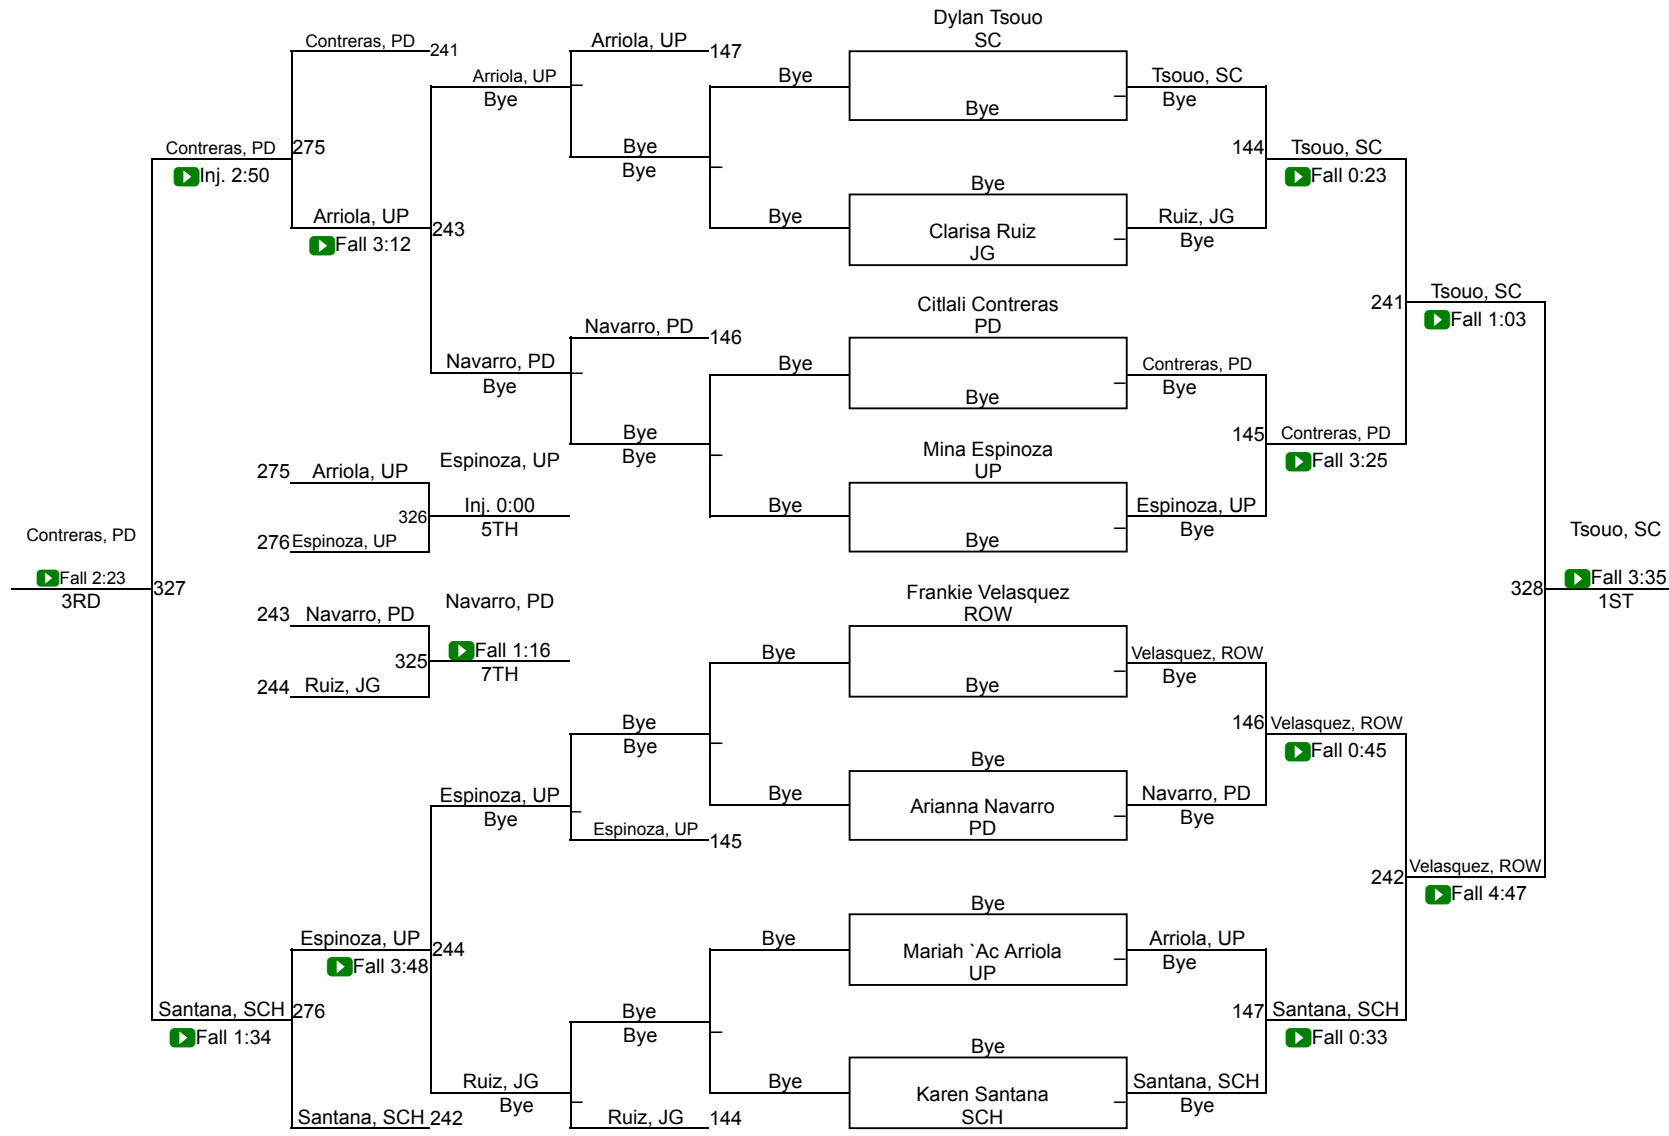 Dylan Tsouo
SC
Contreras, PD 241
Arriola, UP 147
Arriola, UP
Bye
Bye
Bye
Tsouo, SC
Bye
Contreras, PD 275
Inj. 2:50
Bye
Bye
144 Tsouo, SC
Fall 0:23
Arriola, UP 243
Fall 3:12
Bye
Bye
Clarisa Ruiz
JG
Ruiz, JG
Bye
Citlali Contreras
PD
241 Tsouo, SC
Fall 1:03
Navarro, PD 146
Navarro, PD
Bye
Bye
Bye
Contreras, PD
Bye
Bye
Bye
145 Contreras, PD
Fall 3:25
Mina Espinoza
UP
275 Arriola, UP
Espinoza, UP
326 Inj. 0:00
5TH
276 Espinoza, UP
Bye
Bye
Espinoza, UP
Bye
Contreras, PD
Fall 2:23
3RD
327
Tsouo, SC
328 Fall 3:35
1ST
Frankie Velasquez
ROW
243 Navarro, PD
Navarro, PD
325 Fall 1:16
7TH
244 Ruiz, JG
Bye
Bye
Velasquez, ROW
Bye
Bye
Bye
146 Velasquez, ROW
Fall 0:45
Espinoza, UP
Bye
Bye
Bye
Arianna Navarro
PD
Navarro, PD
Bye
Espinoza, UP 145
242 Velasquez, ROW
Fall 4:47
Espinoza, UP 244
Fall 3:48
Bye
Bye
Mariah `Ac Arriola
UP
Arriola, UP
Bye
Santana, SCH 276
Fall 1:34
Bye
Bye
147 Santana, SCH
Fall 0:33
Ruiz, JG
Bye
Bye
Bye
Karen Santana
SCH
Santana, SCH
Bye
Santana, SCH 242
Ruiz, JG 144